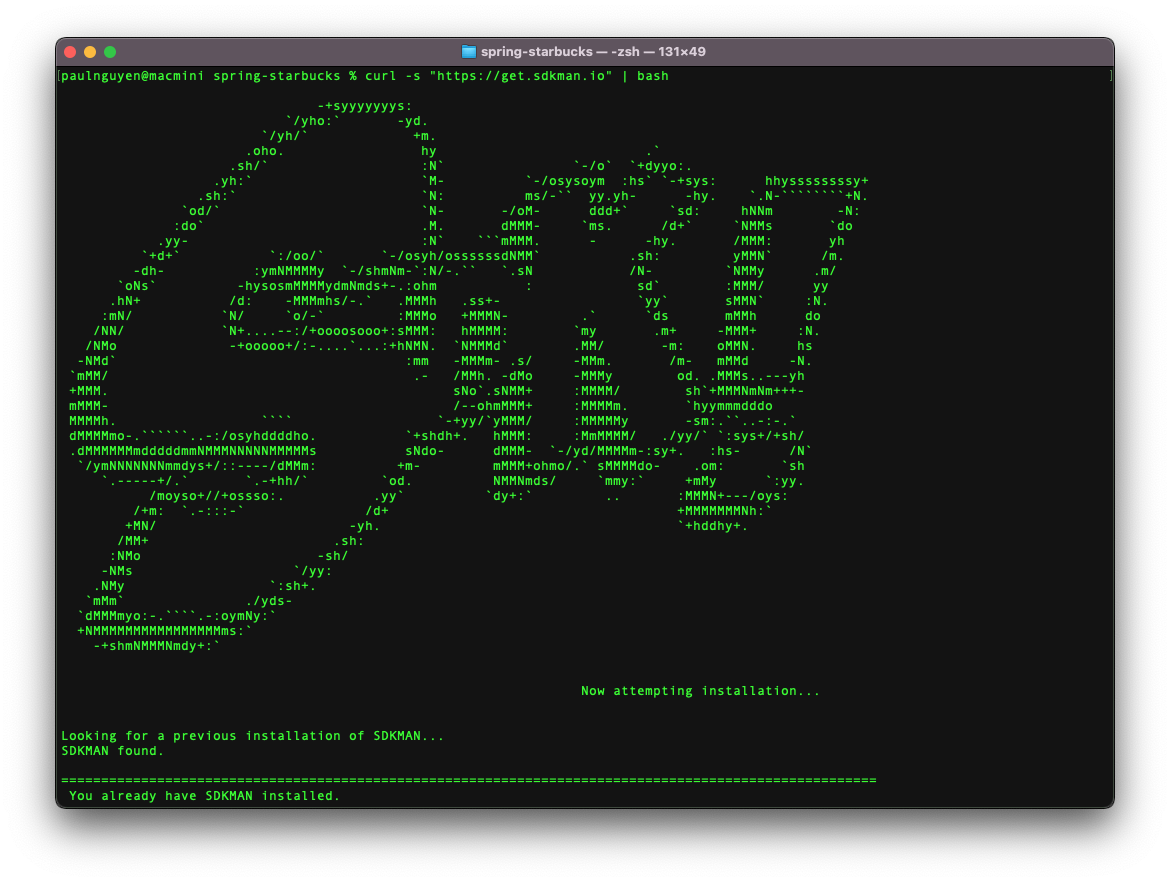 spring-starbucks — -zsh — 131×49
[paulnguyen@macmini spring-starbucks % curl -s "https://get.sdkman.io" | bash ]
Now attempting installation...
Looking for a previous installation of SDKMAN...
SDKMAN found.
======================================================================================================
You already have SDKMAN installed.